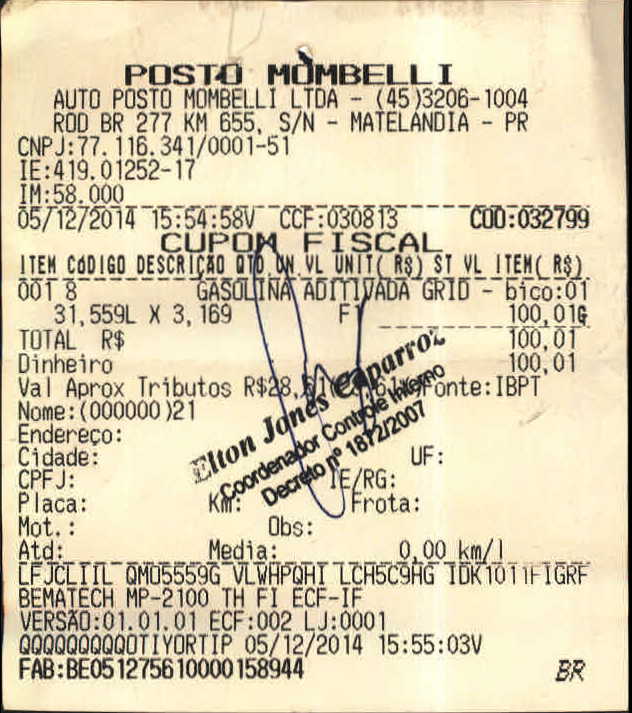 POSTO MOMBELLI
AUTO POSTO MOMBELLI LTDA - (45)3206-1004
ROD BR 277 KM 655, S/N - MATELANDIA - PR
CNPJ:77.116.341/0001-51
IE:419.01252-17
IM:58.000
05/12/2014 15:54:58V CCF:030813 COO:032799
CUPOM FISCAL
ITEM CÓDIGO DESCRIÇÃO QTD UN VL UNIT( R$) ST VL ITEM( R$)
001 8 GASOLINA ADITIVADA GRID - bico:01
31,559L X 3,169 F1 100,01G
TOTAL R$ 100,01
Dinheiro 100,01
Val Aprox Tributos Fonte:IBPT
Nome:(000000)21
Endereço:
Cidade: UF:
CPFJ: IE/RG:
Placa: Km: Frota:
Mot.: Obs:
Atd: Media: 0,00 km/l
Elton Jones Caparroz
Coordenador Controle Interno
Decreto nº 1872/2007
LFJCLIIL QM05559G VLWHPQHI LCH5C9HG IDK1011FIGRF
BEMATECH MP-2100 TH FI ECF-IF
VERSÃO:01.01.01 ECF:002 LJ:0001
QQQQQQQQQOTIYORTIP 05/12/2014 15:55:03V
FAB:BE051275610000158944 BR